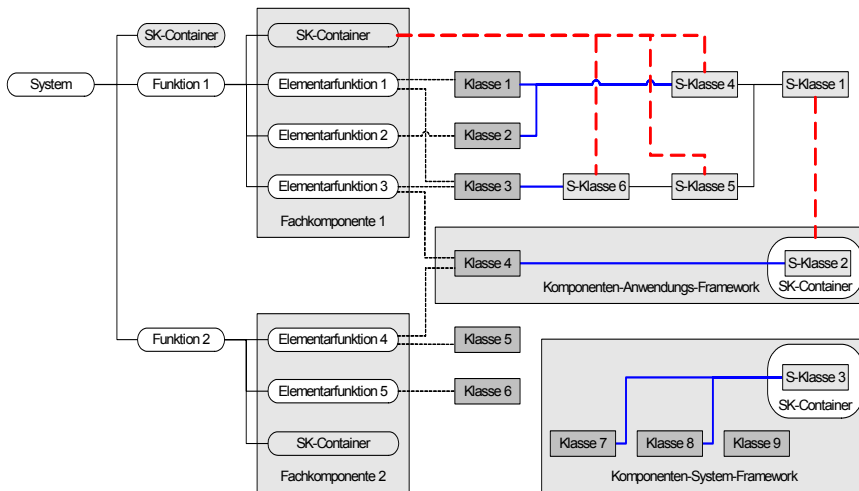 SK-Container
SK-Container
System
Funktion 1
Elementarfunktion 1
Klasse 1
S-Klasse 4
S-Klasse 1
Elementarfunktion 2
Klasse 2
Elementarfunktion 3
Klasse 3
S-Klasse 6
S-Klasse 5
Fachkomponente 1
Klasse 4
S-Klasse 2
Komponenten-Anwendungs-Framework
SK-Container
Funktion 2
Elementarfunktion 4
Klasse 5
S-Klasse 3
Elementarfunktion 5
Klasse 6
SK-Container
SK-Container
Klasse 7
Klasse 8
Klasse 9
Fachkomponente 2
Komponenten-System-Framework